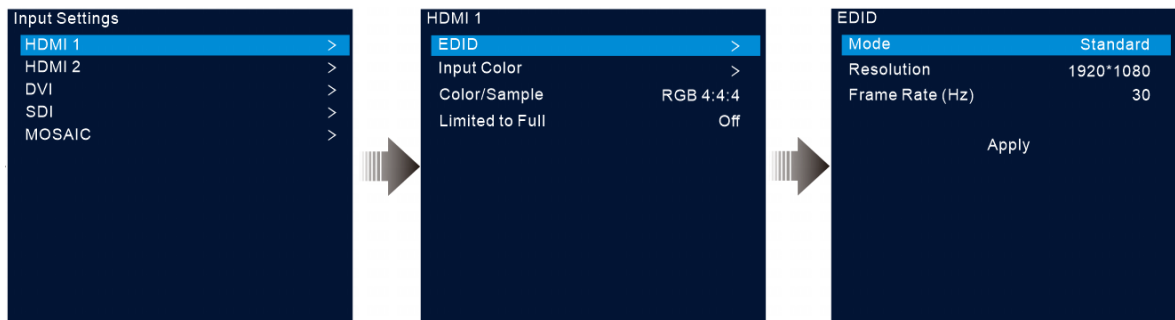 Input Settings
HDMI 1 >
HDMI 2 >
DVI >
SDI >
MOSAIC >
HDMI 1
EDID >
Input Color >
Color/Sample RGB 4:4:4
Limited to Full Off
EDID
Mode Standard
Resolution 1920*1080
Frame Rate (Hz) 30
Apply